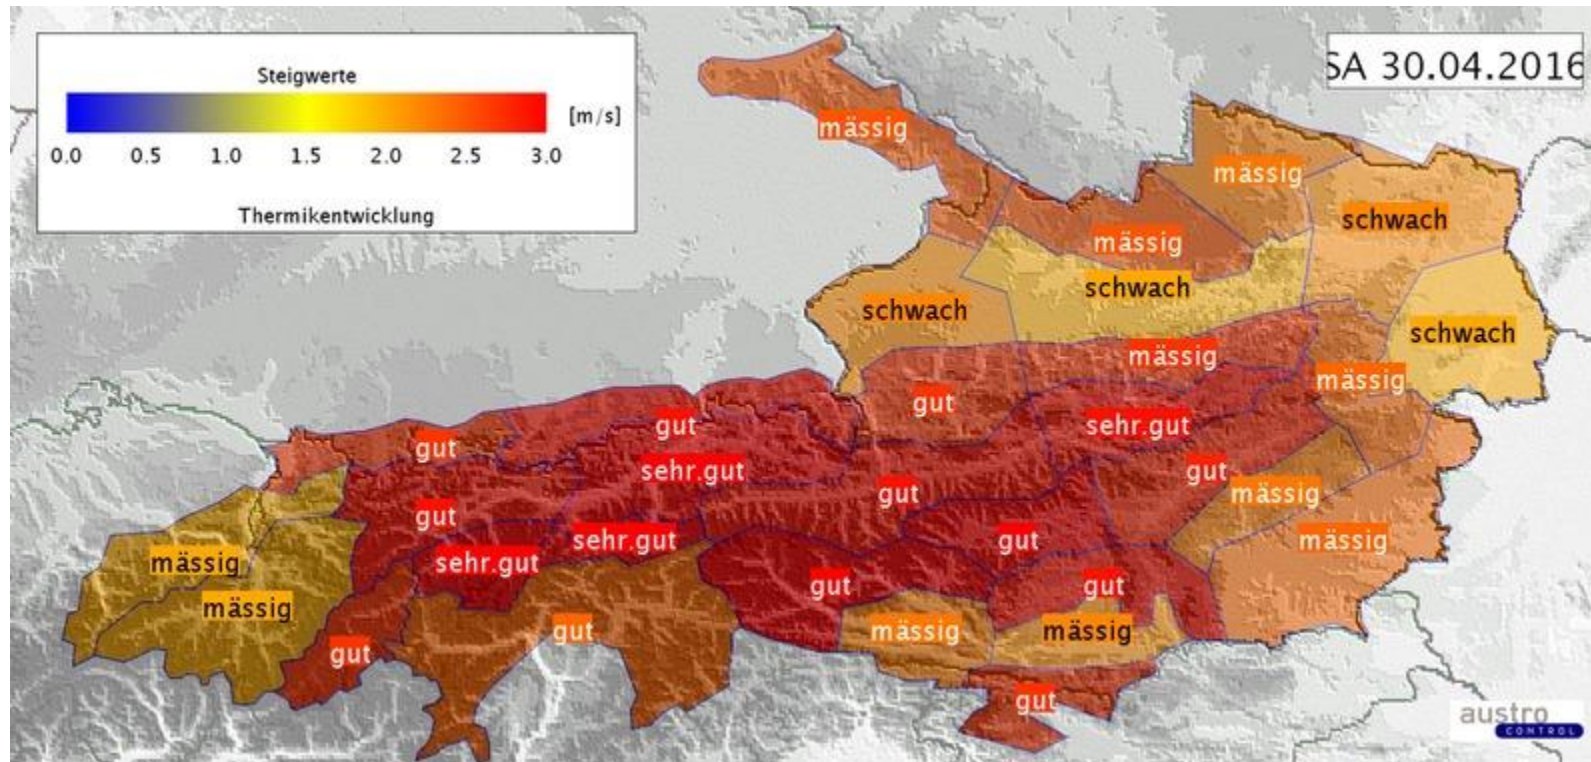 Steigwerte
[m/s]
0.0 0.5 1.0 1.5 2.0 2.5 3.0
Thermikentwicklung
SA 30.04.2016
mässig
mässig
schwach
mässig
schwach
schwach
schwach
mässig
mässig
gut
sehr.gut
gut
gut
sehr.gut
gut
gut
mässig
gut
sehr.gut
gut
mässig
sehr.gut
mässig
gut
gut
mässig
gut
mässig
mässig
gut
gut
austro
CONTROL